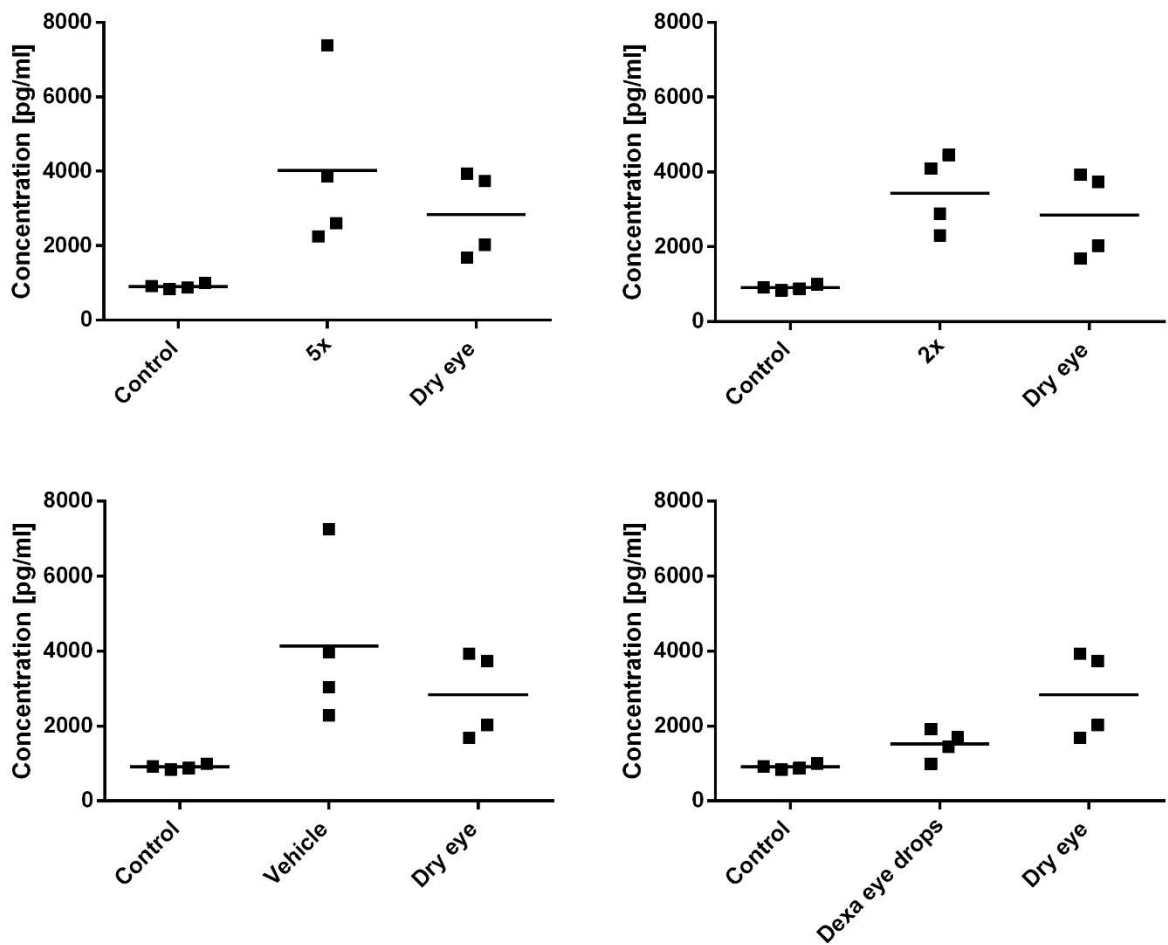 Concentration [pg/ml]
8000
6000
4000
2000
0
Control
5x
Dry eye
Concentration [pg/ml]
8000
6000
4000
2000
0
Control
2x
Dry eye
Concentration [pg/ml]
8000
6000
4000
2000
0
Control
Vehicle
Dry eye
Concentration [pg/ml]
8000
6000
4000
2000
0
Control
Dexa eye drops
Dry eye